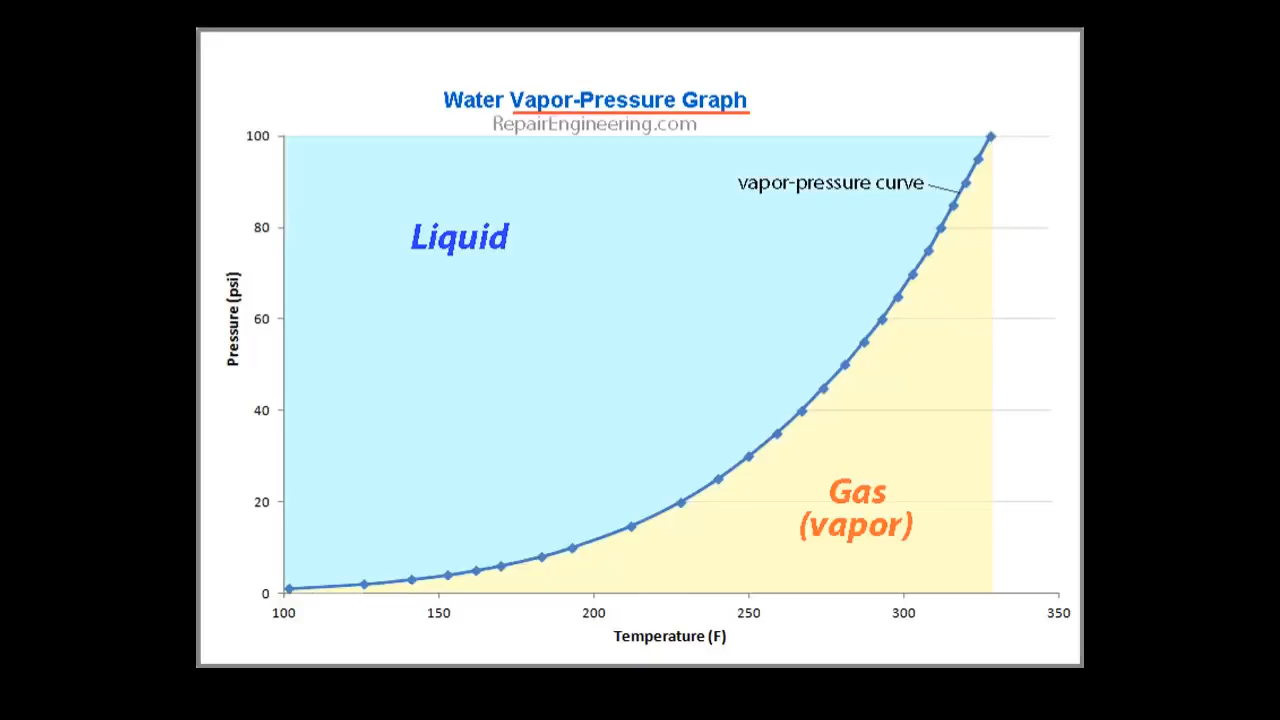 Water Vapor-Pressure Graph
RepairEngineering.com
100
vapor-pressure curve
80
Liquid
Pressure (psi)
60
40
20
Gas
(vapor)
0
100 150 200 250 300 350
Temperature (F)